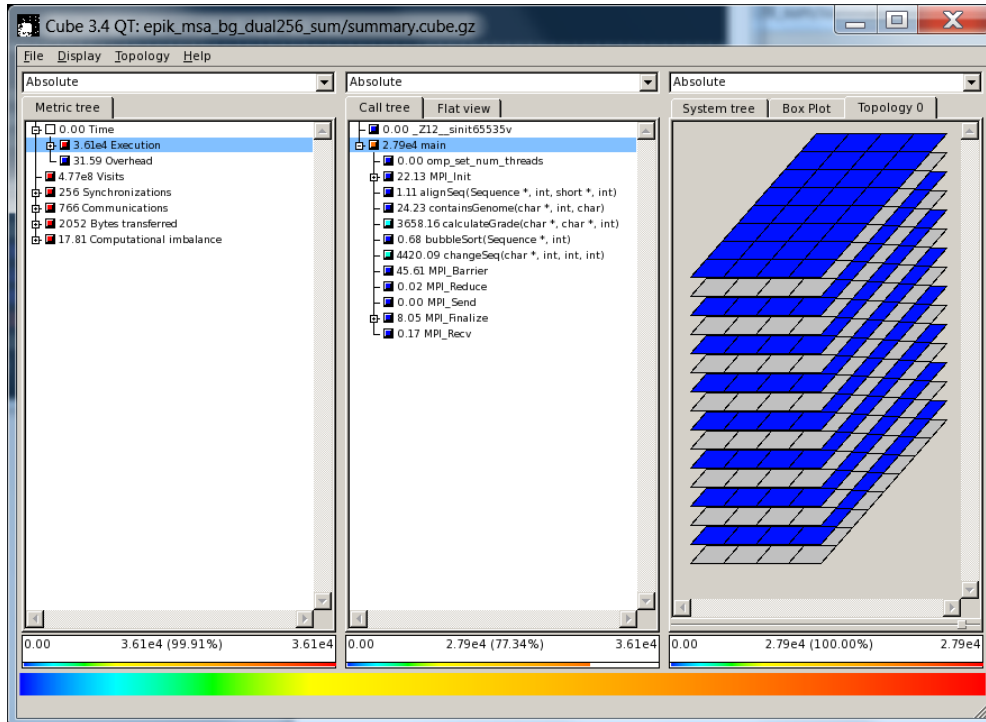 Cube 3.4 QT: epik_msa_bg_dual256_sum/summary.cube.gz
File Display Topology Help
Absolute
Absolute
Absolute
Metric tree
Call tree
Flat view
System tree
Box Plot
Topology 0
0.00 Time
3.61e4 Execution
31.59 Overhead
4.77e8 Visits
256 Synchronizations
766 Communications
2052 Bytes transferred
17.81 Computational imbalance
0.00 _Z12__sinit65535v
2.79e4 main
0.00 omp_set_num_threads
22.13 MPI_Init
1.11 alignSeq(Sequence *, int, short *, int)
24.23 containsGenome(char *, int, char)
3658.16 calculateGrade(char *, char *, int)
0.68 bubbleSort(Sequence *, int)
4420.09 changeSeq(char *, int, int, int)
45.61 MPI_Barrier
0.02 MPI_Reduce
0.00 MPI_Send
8.05 MPI_Finalize
0.17 MPI_Recv
0.00 3.61e4 (99.91%) 3.61e4
0.00 2.79e4 (77.34%) 3.61e4
0.00 2.79e4 (100.00%) 2.79e4